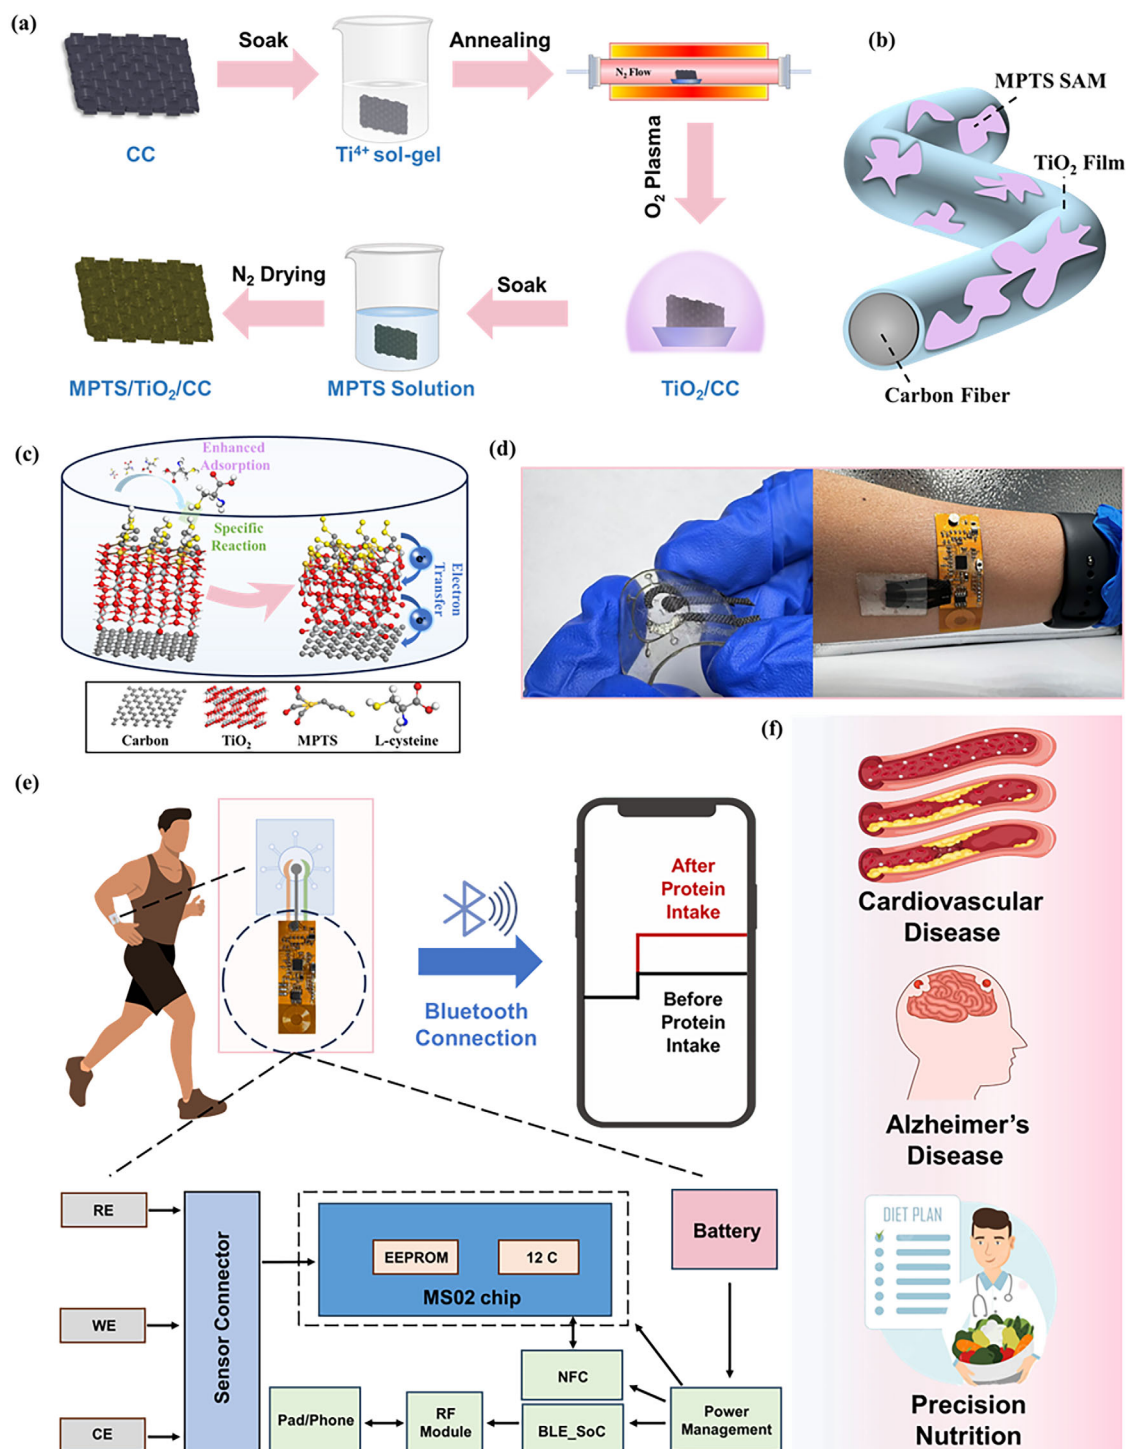 (a)
Soak
Annealing
N₂ Flow
CC
Ti⁴⁺ sol-gel
O₂ Plasma
N₂ Drying
Soak
MPTS/TiO₂/CC
MPTS Solution
TiO₂/CC
(b)
MPTS SAM
TiO₂ Film
Carbon Fiber
(c)
Enhanced
Adsorption
Specific
Reaction
e⁻
Electron
Transfer
e⁻
Carbon
TiO₂
MPTS
L-cysteine
(d)
(e)
After
Protein
Intake
Before
Protein
Intake
Bluetooth
Connection
RE
WE
CE
Sensor Connector
EEPROM
12 C
MS02 chip
Battery
NFC
BLE_SoC
RF
Module
Pad/Phone
Power
Management
(f)
Cardiovascular
Disease
Alzheimer's
Disease
DIET PLAN
Precision
Nutrition